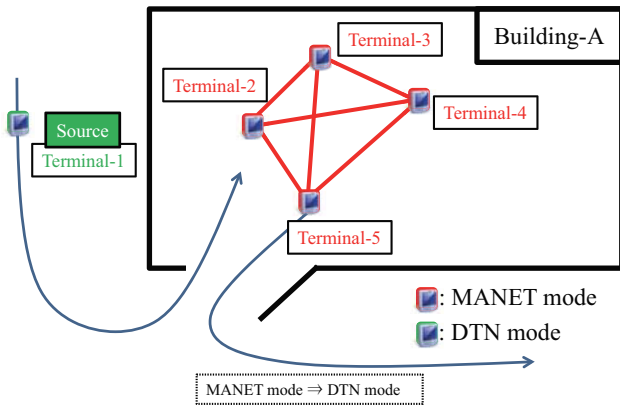 Terminal-3
Building-A
Terminal-2
Source
Terminal-4
Terminal-1
Terminal-5
: MANET mode
: DTN mode
MANET mode ⇒ DTN mode